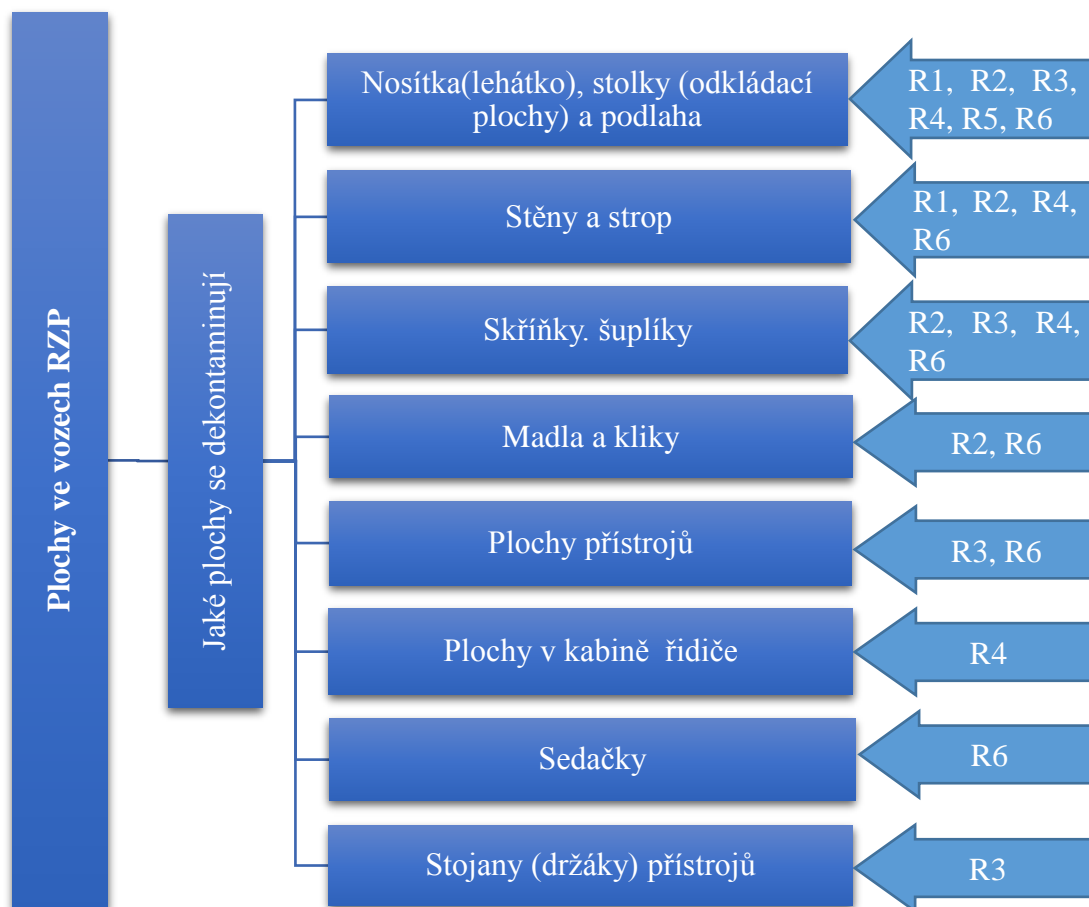 Plochy ve vozech RZP
Jaké plochy se dekontaminují
Nosítka(lehátko), stolky (odkládací
plochy) a podlaha
R1, R2, R3,
R4, R5, R6
Stěny a strop
R1, R2, R4,
R6
Skříňky. šuplíky
R2, R3, R4,
R6
Madla a kliky
R2, R6
Plochy přístrojů
R3, R6
Plochy v kabině řidiče
R4
Sedačky
R6
Stojany (držáky) přístrojů
R3